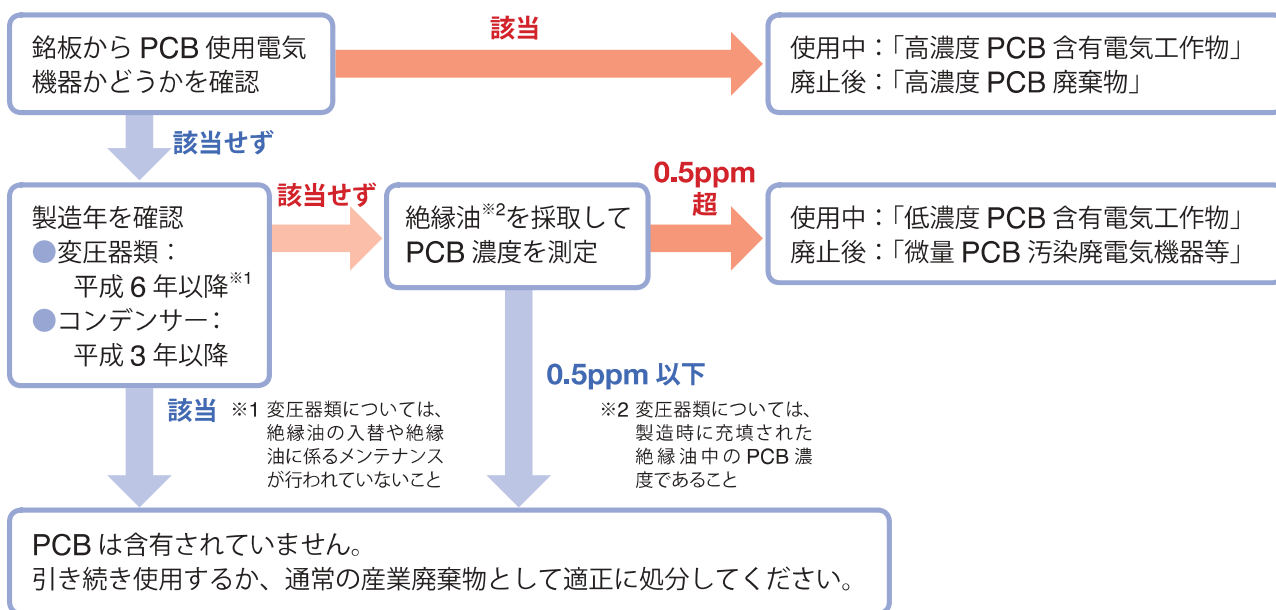 銘板から PCB 使用電気
機器かどうかを確認
該当
使用中：「高濃度 PCB 含有電気工作物」
廃止後：「高濃度 PCB 廃棄物」
該当せず
製造年を確認
●変圧器類：
平成 6 年以降※1
●コンデンサー：
平成 3 年以降
該当せず
絶縁油※2を採取して
PCB 濃度を測定
0.5ppm
超
使用中：「低濃度 PCB 含有電気工作物」
廃止後：「微量 PCB 汚染廃電気機器等」
該当
※1 変圧器類については、
絶縁油の入替や絶縁
油に係るメンテナンス
が行われていないこと
0.5ppm 以下
※2 変圧器類については、
製造時に充填された
絶縁油中の PCB 濃
度であること
PCB は含有されていません。
引き続き使用するか、通常の産業廃棄物として適正に処分してください。